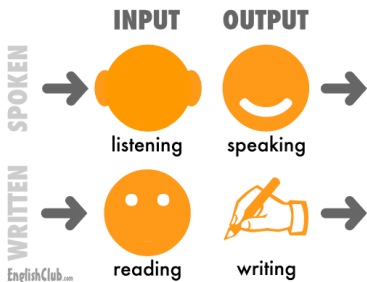 INPUT OUTPUT
SPOKEN
listening speaking
WRITTEN
reading writing
EnglishClub.com